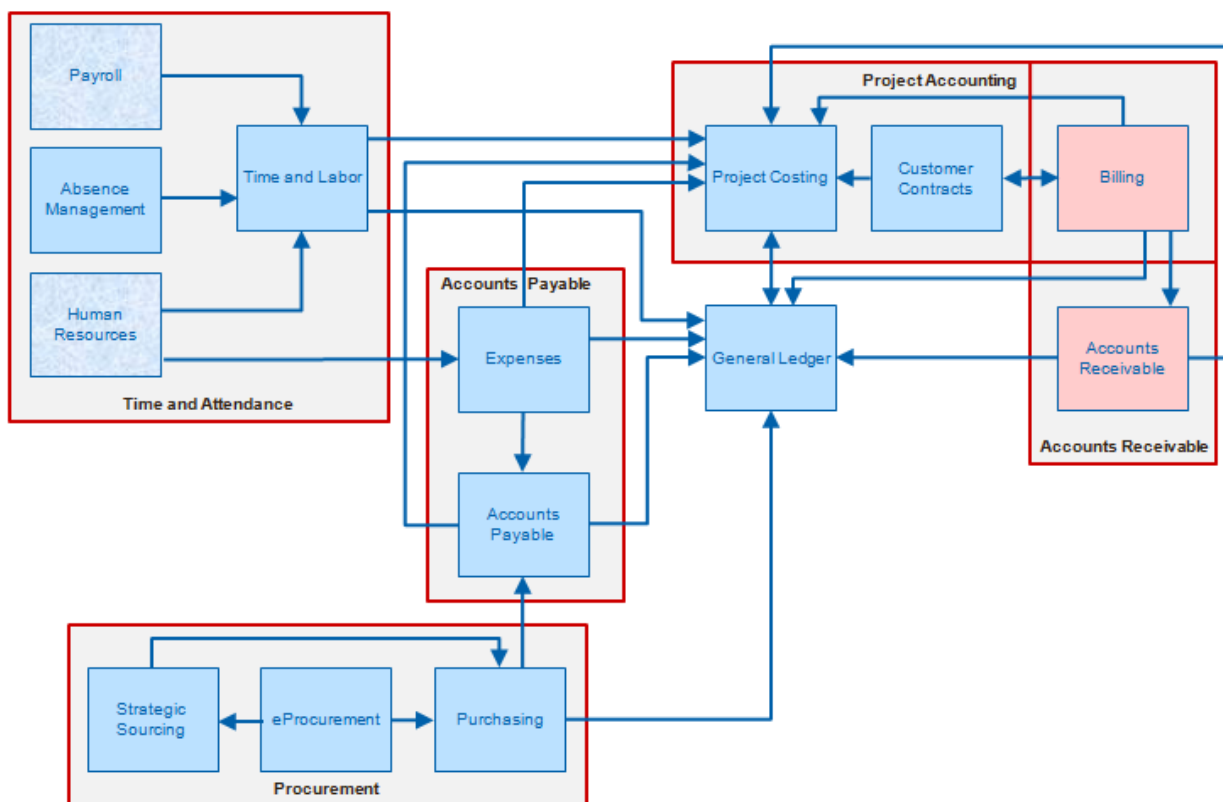 Payroll
Absence
Management
Time and Labor
Human
Resources
Time and Attendance
Project Accounting
Project Costing
Customer
Contracts
Billing
Accounts Payable
Expenses
General Ledger
Accounts
Receivable
Accounts Receivable
Accounts
Payable
Strategic
Sourcing
eProcurement
Purchasing
Procurement